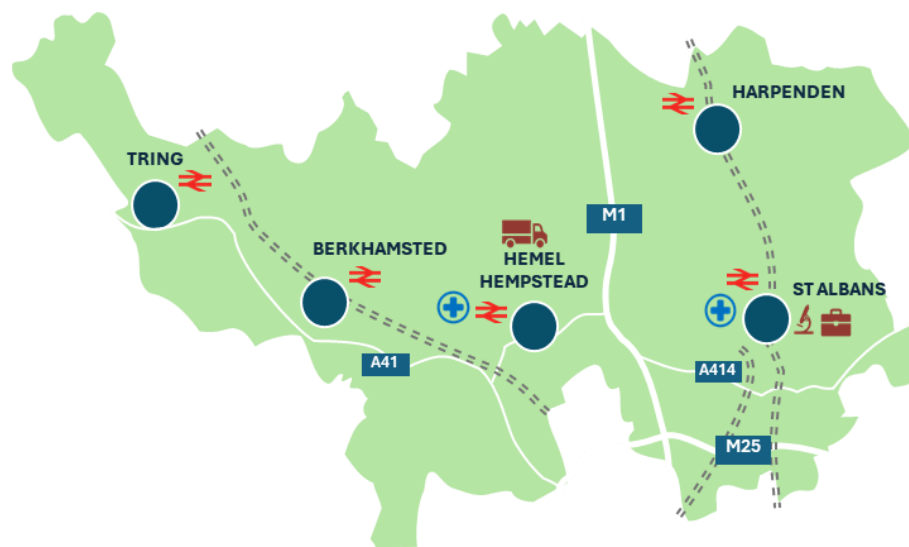 HARPENDEN
TRING
M1
BERKHAMSTED
HEMEL
HEMPSTEAD
ST ALBANS
A41
A414
M25